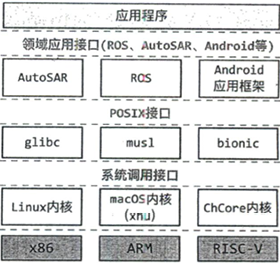 应用程序
领域应用接口(ROS、AutoSAR、Android等)
AutoSAR
ROS
Android
应用框架
POSIX接口
glibc
musl
bionic
系统调用接口
Linux内核
macOS内核
(xnu)
ChCore内核
x86
ARM
RISC-V